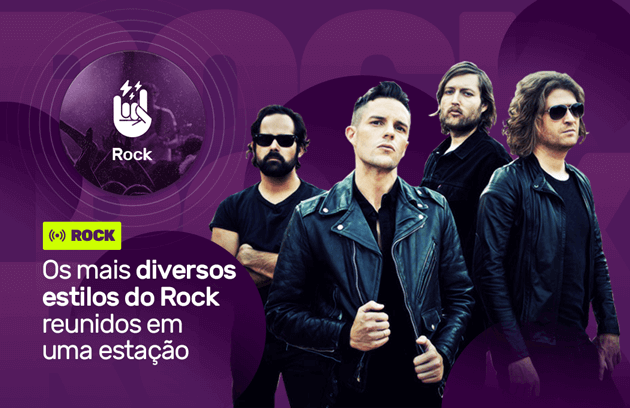 Rock
ROCK
Os mais diversos
estilos do Rock
reunidos em
uma estação